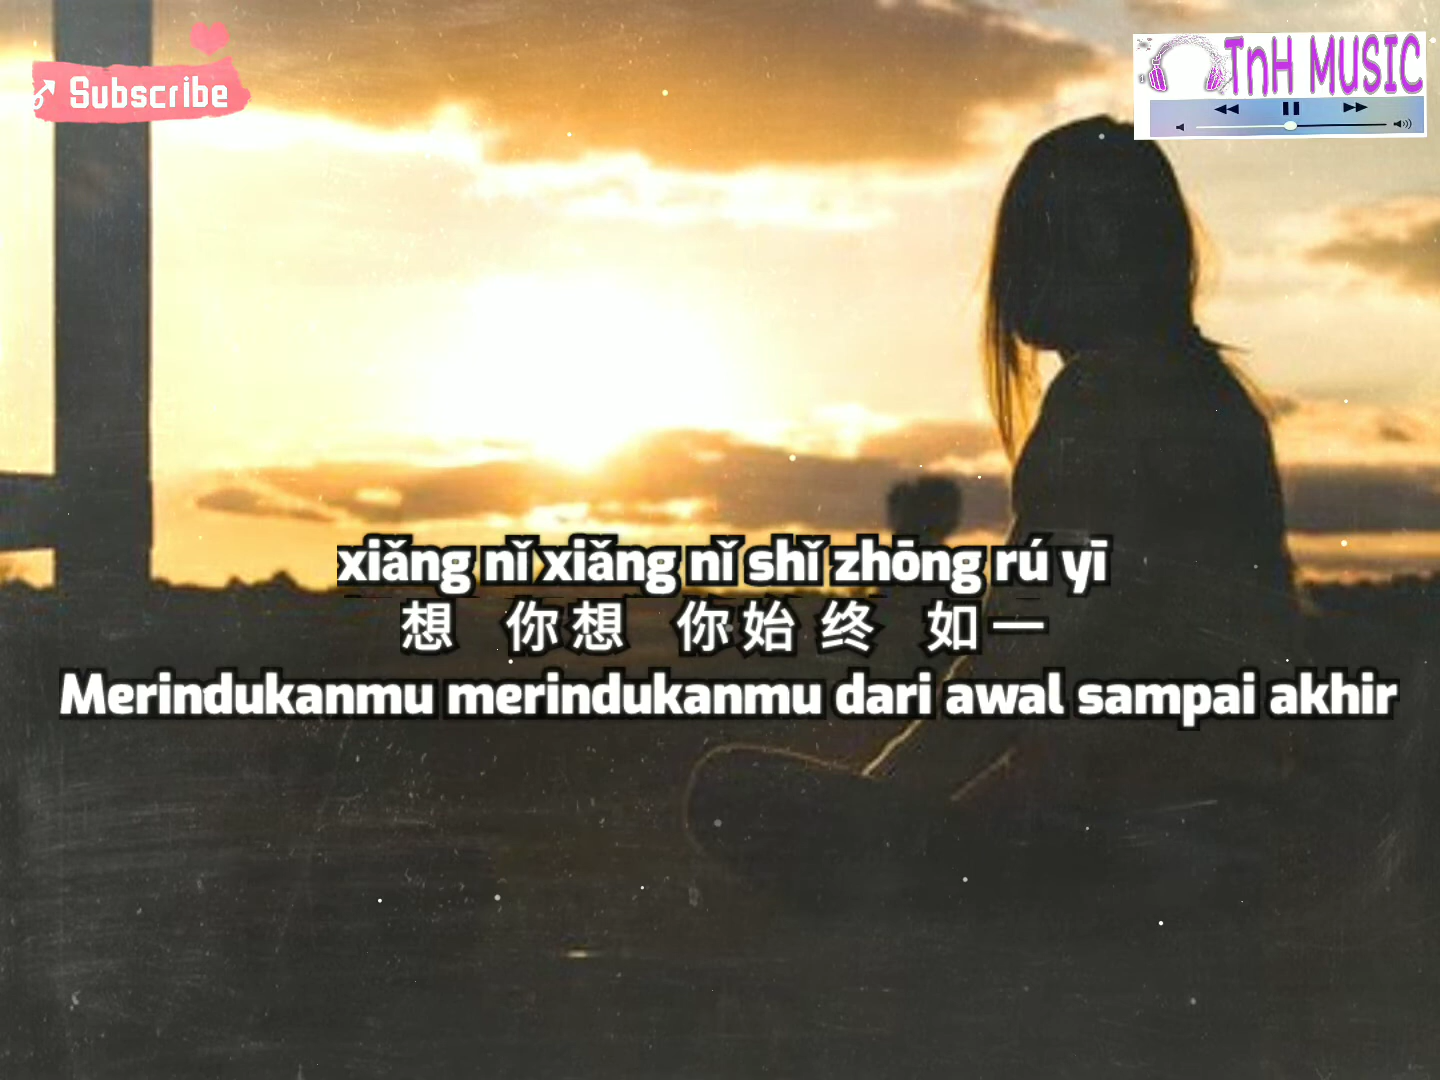 Subscribe
TnH MUSIC
xiǎng nǐ xiǎng nǐ shǐ zhōng rú yī
想 你想 你始 终 如一
Merindukanmu merindukanmu dari awal sampai akhir